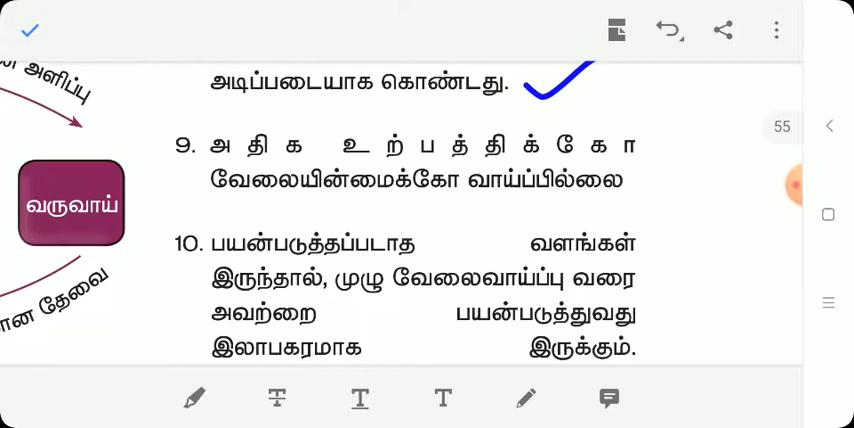 அளிப்பு
வருவாய்
தேவை
அடிப்படையாக கொண்டது.
9. அதிக உற்பத்திக்கோ
வேலையின்மைக்கோ வாய்ப்பில்லை
10. பயன்படுத்தப்படாத வளங்கள்
இருந்தால், முழு வேலைவாய்ப்பு வரை
அவற்றை பயன்படுத்துவது
இலாபகரமாக இருக்கும்.
55